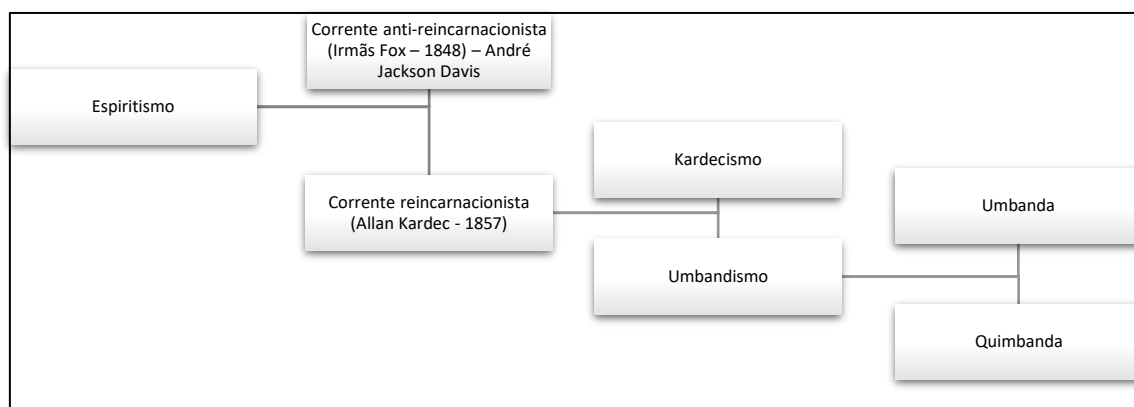 Corrente anti-reincarnacionista
(Irmãs Fox – 1848) – André
Jackson Davis
Espiritismo
Kardecismo
Corrente reincarnacionista
(Allan Kardec - 1857)
Umbanda
Umbandismo
Quimbanda